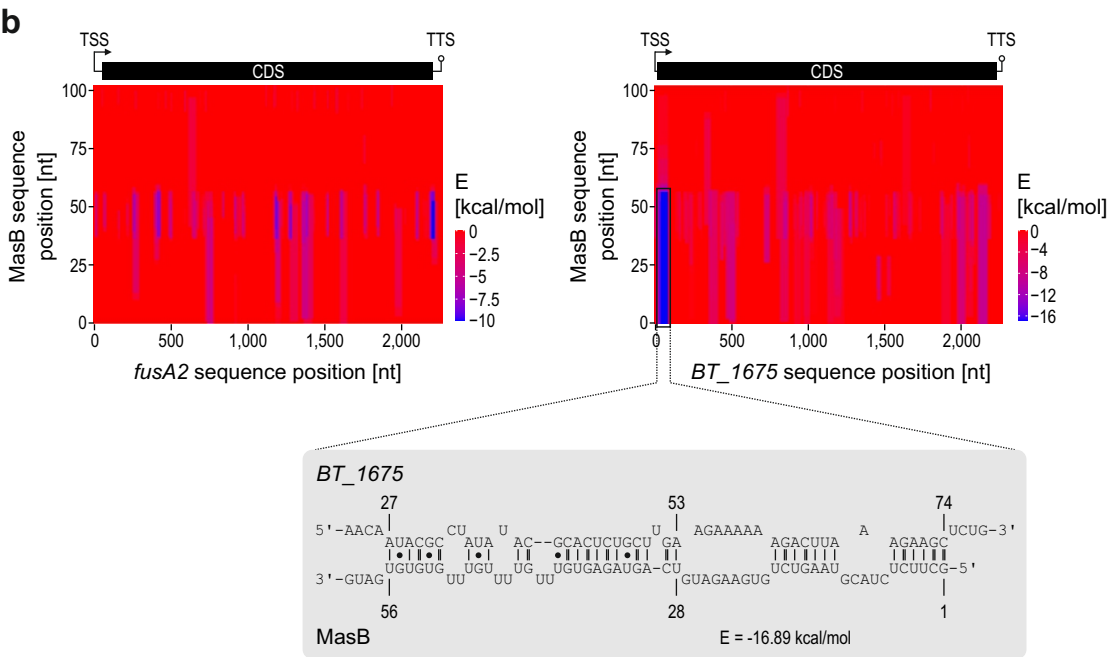 b
TSS
TTS
CDS
100
75
50
25
0
MasB sequence
position [nt]
0
500
1,000
1,500
2,000
fusA2 sequence position [nt]
E
[kcal/mol]
0
−2.5
−5
−7.5
−10
TSS
TTS
CDS
100
75
50
25
0
MasB sequence
position [nt]
0
500
1,000
1,500
2,000
BT_1675 sequence position [nt]
E
[kcal/mol]
0
−4
−8
−12
−16
BT_1675
27 53 74
5'-AACA CU U U AGAAAAA A UCUG-3'
AUACGC AUA AC--GCACUCUGCU GA AGACUUA AGAAGC
UGUGUG UGU UG UGUGAGAUGA-CU UCUGAAU UCUUCG-5'
3'-GUAG UU UU UU GUAGAAGUG GCAUC
56 28 1
MasB
E = -16.89 kcal/mol